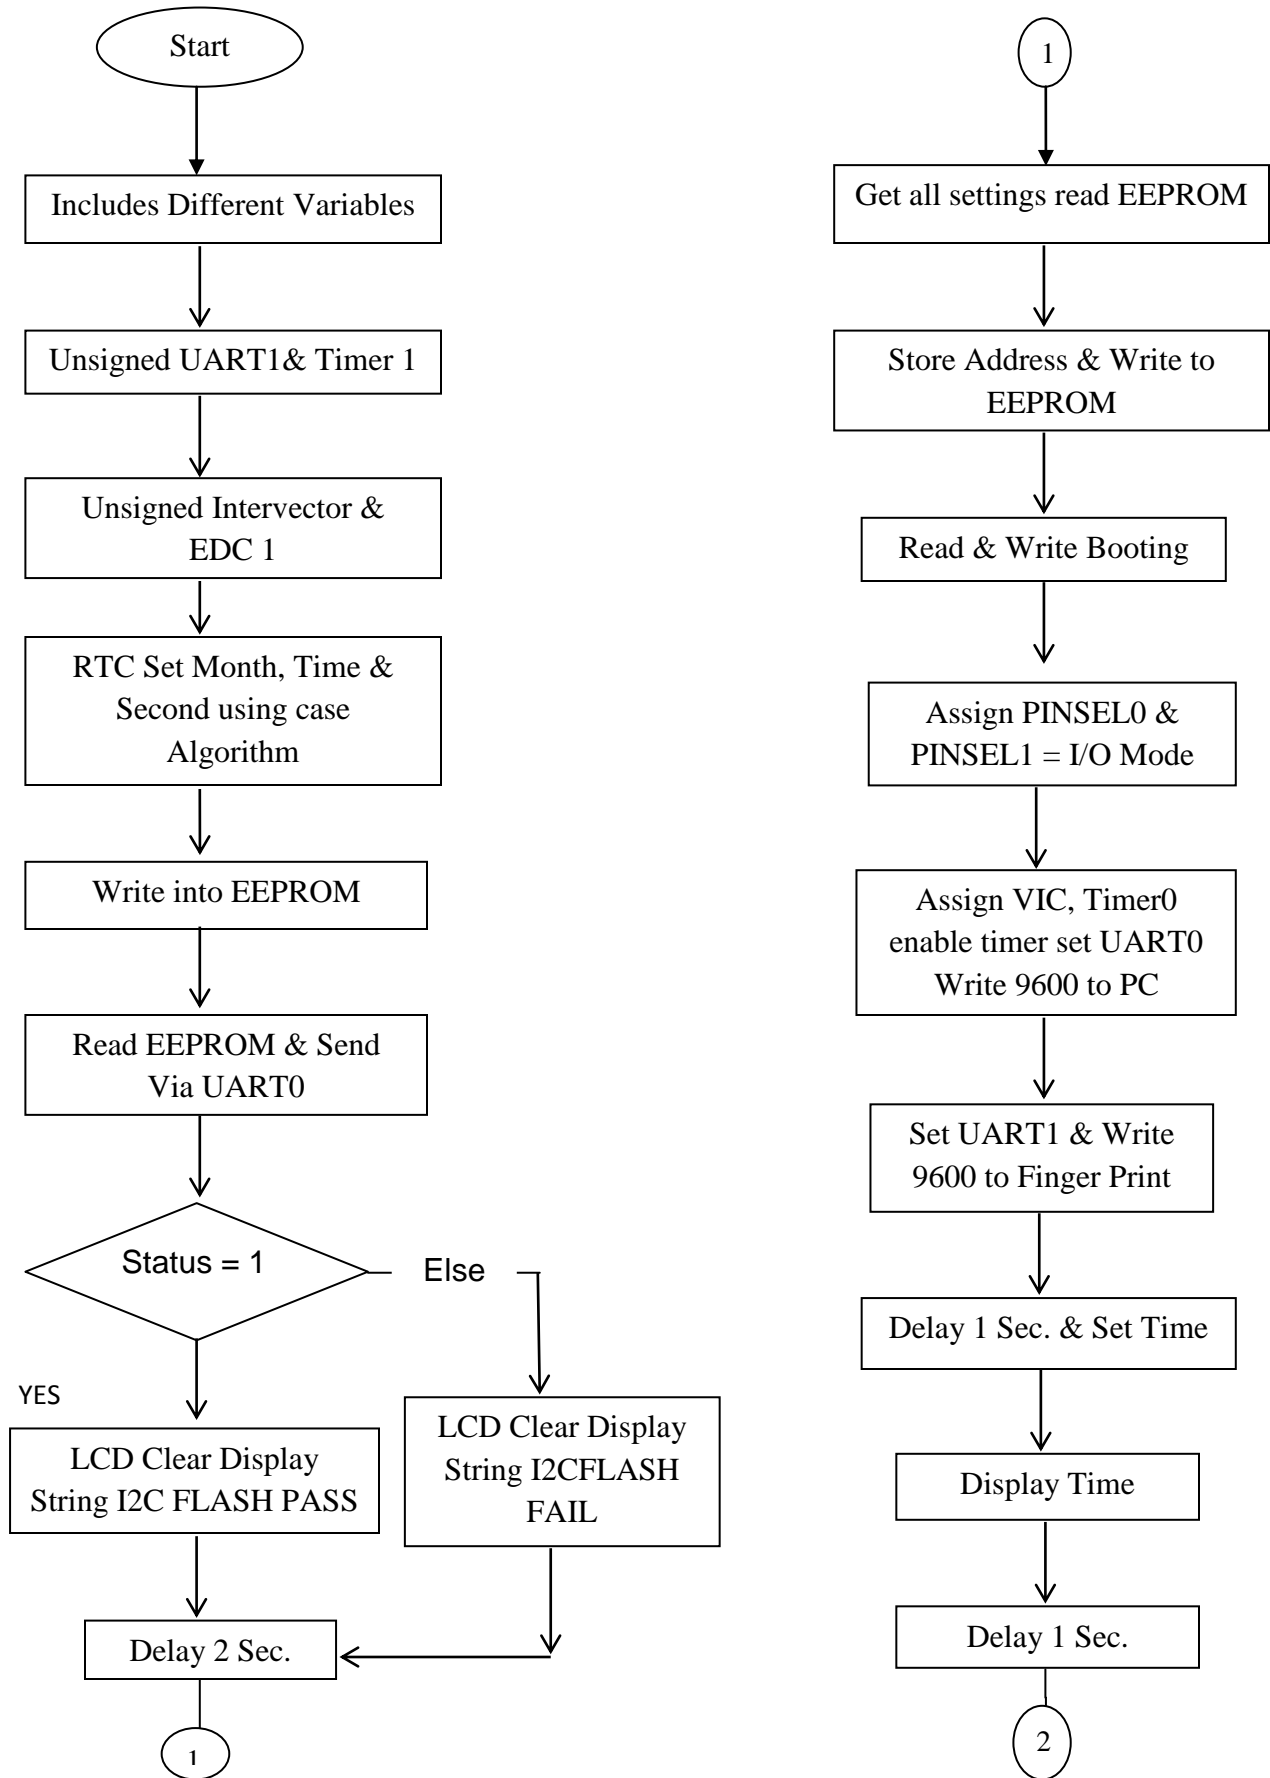 Start
Includes Different Variables
Unsigned UART1& Timer 1
Unsigned Intervector &
EDC 1
RTC Set Month, Time &
Second using case
Algorithm
Write into EEPROM
Read EEPROM & Send
Via UART0
Status = 1
Else
YES
LCD Clear Display
String I2C FLASH PASS
LCD Clear Display
String I2CFLASH
FAIL
Delay 2 Sec.
1
1
Get all settings read EEPROM
Store Address & Write to
EEPROM
Read & Write Booting
Assign PINSEL0 &
PINSEL1 = I/O Mode
Assign VIC, Timer0
enable timer set UART0
Write 9600 to PC
Set UART1 & Write
9600 to Finger Print
Delay 1 Sec. & Set Time
Display Time
Delay 1 Sec.
2